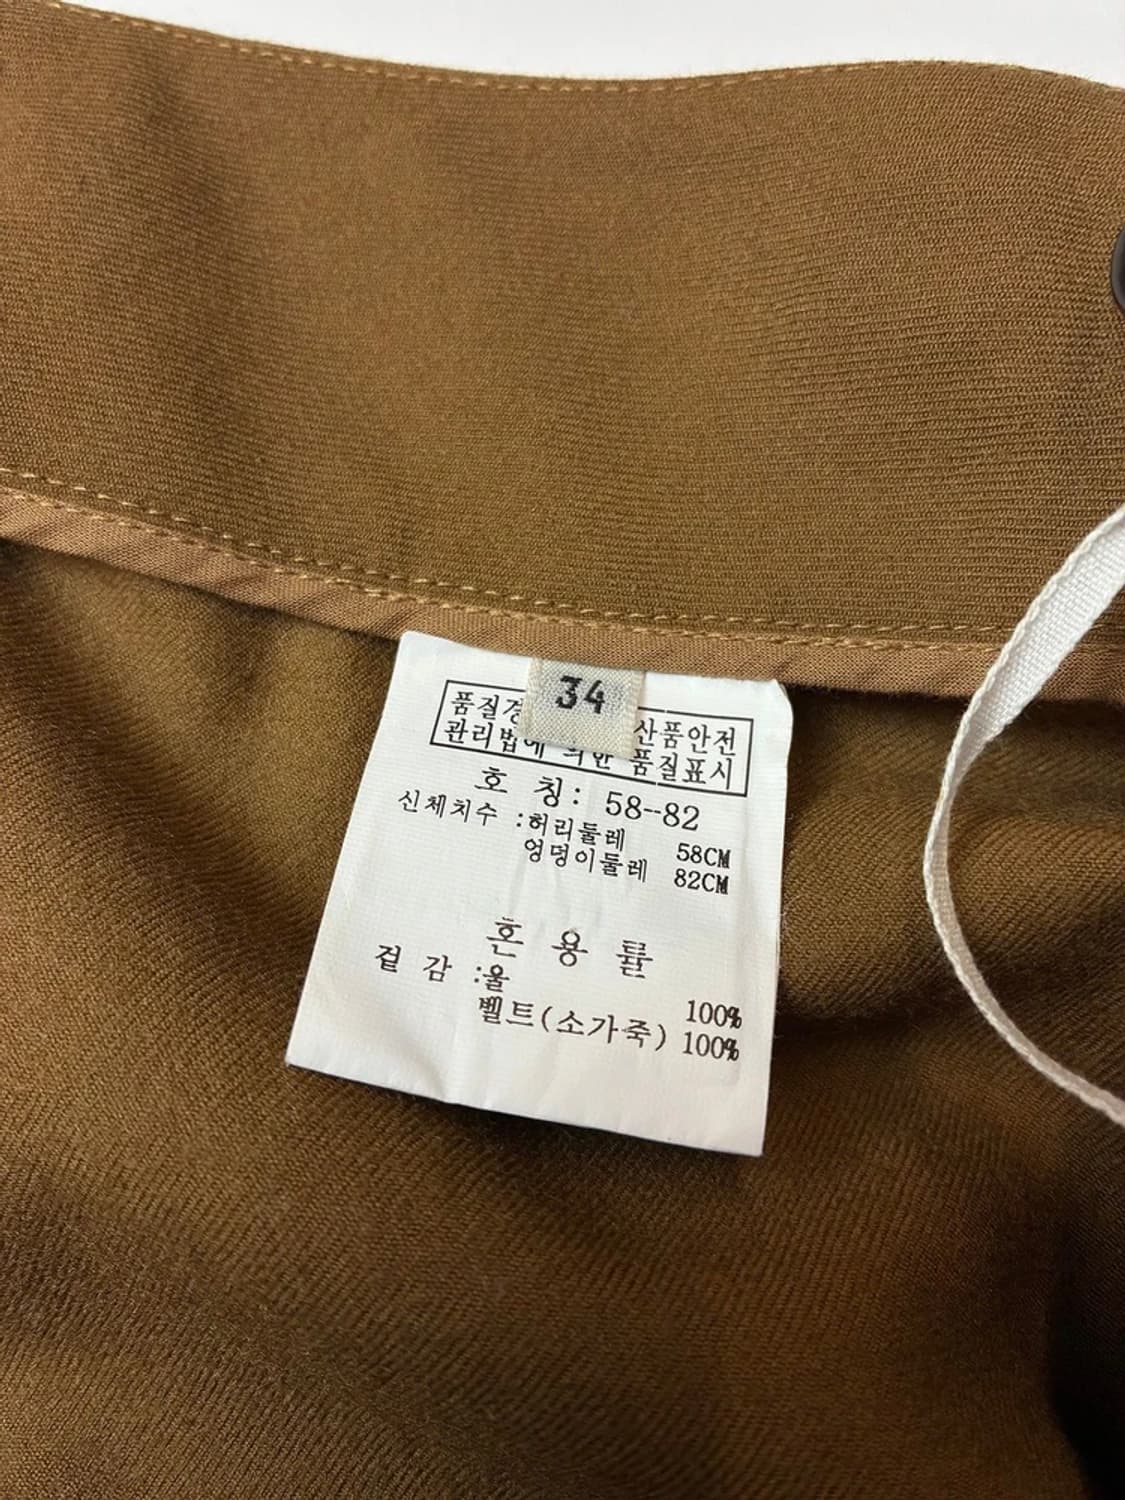 34
품질경 산품안전
관리법에 의한 품질표시
호 칭: 58--82
신체치수 :허리둘레 58CM
엉덩이둘레 82CM
혼 용 률
겉 감 :울 100%
벨트(소가죽) 100%